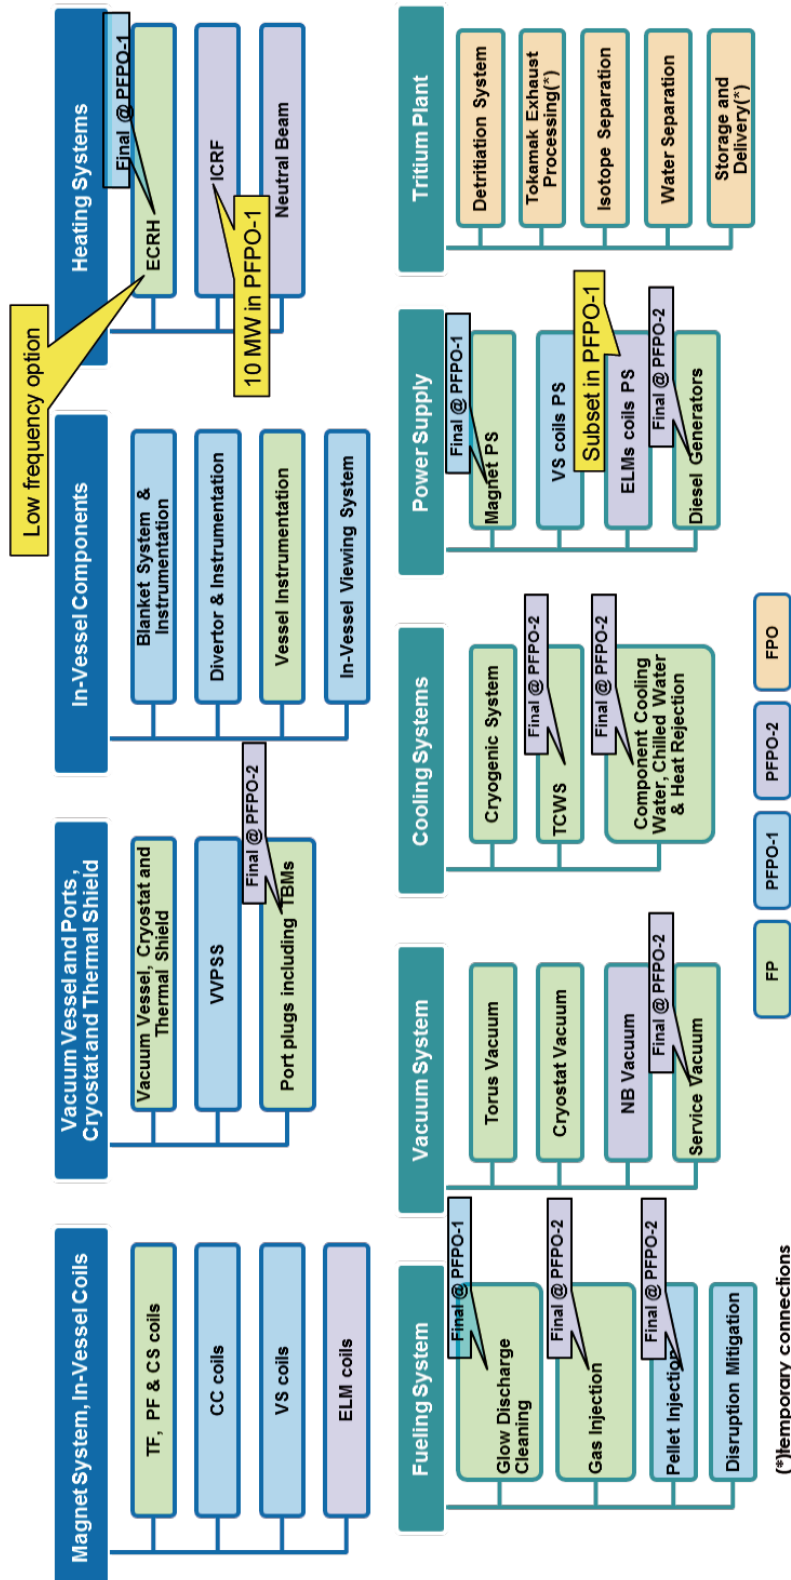 Magnet System, In-Vessel Coils
TF, PF & CS coils
CC coils
VS coils
ELM coils
Vacuum Vessel and Ports ,
Cryostat and Thermal Shield
Vacuum Vessel, Cryostat and
Thermal Shield
VVPSS
Final @ PFPO-2
Port plugs including TBMs
In-Vessel Components
Blanket System &
Instrumentation
Divertor & Instrumentation
Vessel Instrumentation
In-Vessel Viewing System
Low frequency option
Heating Systems
Final @ PFPO-1
ECRH
ICRF
10 MW in PFPO-1
Neutral Beam
Fueling System
Final @ PFPO-1
Glow Discharge
Cleaning
Final @ PFPO-2
Gas Injection
Final @ PFPO-2
Pellet Injection
Disruption Mitigation
Vacuum System
Torus Vacuum
Cryostat Vacuum
NB Vacuum
Final @ PFPO-2
Service Vacuum
Cooling Systems
Cryogenic System
Final @ PFPO-2
TCWS
Final @ PFPO-2
Component Cooling
Water, Chilled Water
& Heat Rejection
Power Supply
Final @ PFPO-1
Magnet PS
VS coils PS
Subset in PFPO-1
ELMs coils PS
Final @ PFPO-2
Diesel Generators
Tritium Plant
Detritiation System
Tokamak Exhaust
Processing(*)
Isotope Separation
Water Separation
Storage and
Delivery(*)
(*)temporary connections
FP
PFPO-1
PFPO-2
FPO